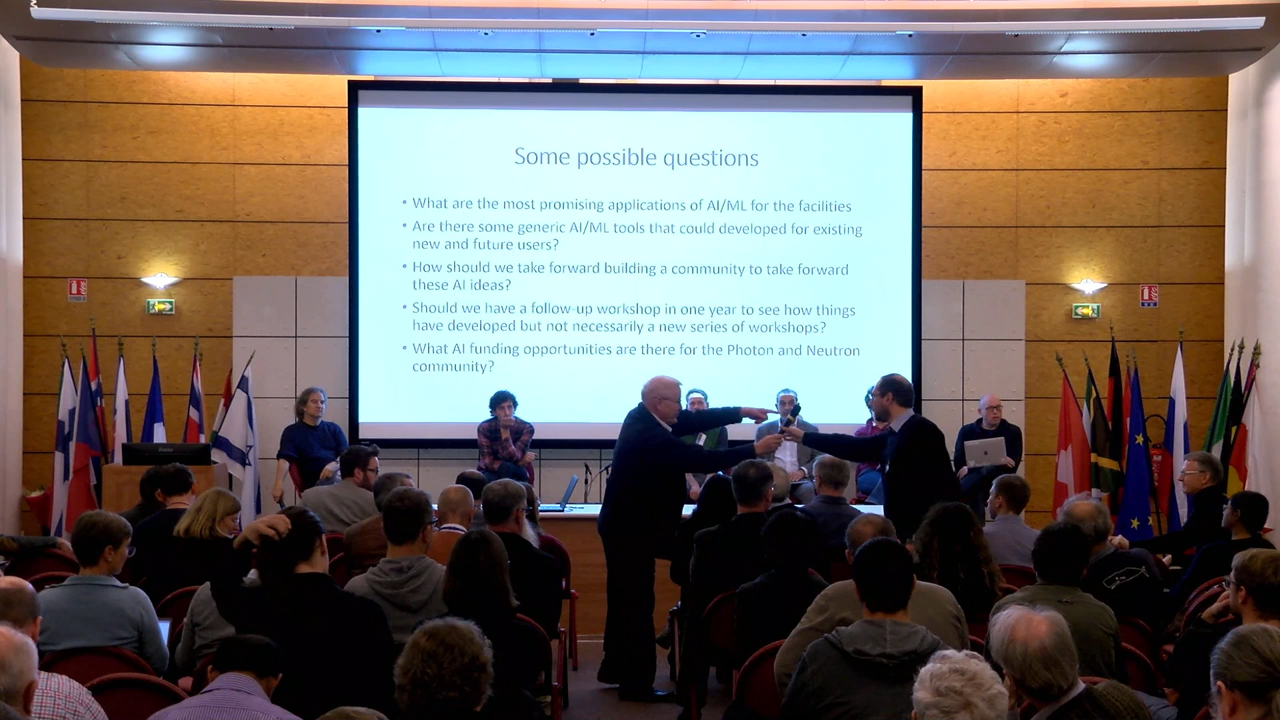 Some possible questions
• What are the most promising applications of AI/ML for the facilities
• Are there some generic AI/ML tools that could developed for existing
new and future users?
• How should we take forward building a community to take forward
these AI ideas?
• Should we have a follow-up workshop in one year to see how things
have developed but not necessarily a new series of workshops?
• What AI funding opportunities are there for the Photon and Neutron
community?